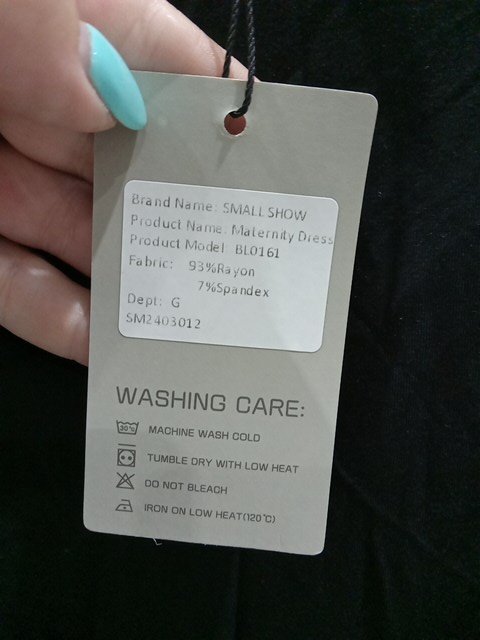 Brand Name: SMALL SHOW
Product Name: Maternity Dress
Product Model: BL0161
Fabric: 93%Rayon
7%Spandex
Dept: G
SM2403012
WASHING CARE:
30°C MACHINE WASH COLD
TUMBLE DRY WITH LOW HEAT
DO NOT BLEACH
IRON ON LOW HEAT(120°C)